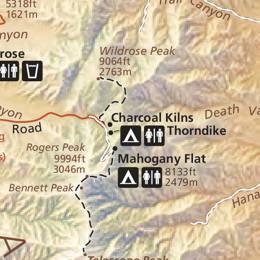 5318ft
1621m
Trail Canyon
Canyon
rose
Wildrose Peak
9064ft
2763m
Charcoal Kilns
Death Va
Road
Thorndike
Rogers Peak
9994ft
3046m
Mahogany Flat
8133ft
2479m
Bennett Peak
Hana
Telescope Peak